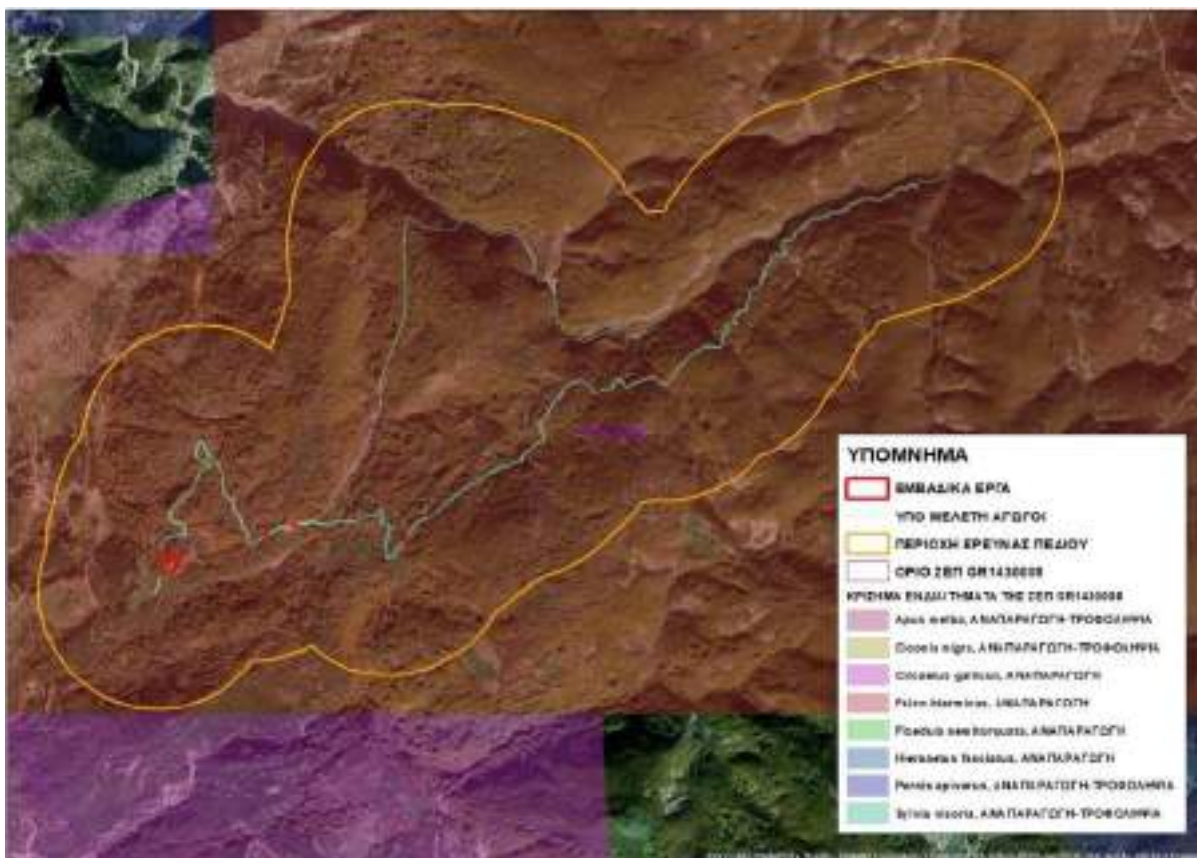 ΥΠΟΜΝΗΜΑ
ΕΜΒΑΔΙΚΑ ΕΡΓΑ
ΥΠΟ ΜΕΛΕΤΗ ΑΓΩΓΟΙ
ΠΕΡΙΟΧΗ ΕΡΕΥΝΑΣ ΠΕΔΙΟΥ
ΟΡΙΟ ΖΕΠ GR1430008
ΚΡΙΣΙΜΑ ΕΝΔΙΑΙΤΗΜΑΤΑ ΤΗΣ ΖΕΠ GR1430008
Apus melba, ΑΝΑΠΑΡΑΓΩΓΗ-ΤΡΟΦΟΛΗΨΙΑ
Ciconia nigra, ΑΝΑΠΑΡΑΓΩΓΗ-ΤΡΟΦΟΛΗΨΙΑ
Circaetus gallicus, ΑΝΑΠΑΡΑΓΩΓΗ
Falco biarmicus, ΑΝΑΠΑΡΑΓΩΓΗ
Ficedula semitorquata, ΑΝΑΠΑΡΑΓΩΓΗ
Hieraaetus fasciatus, ΑΝΑΠΑΡΑΓΩΓΗ
Pernis apivorus, ΑΝΑΠΑΡΑΓΩΓΗ-ΤΡΟΦΟΛΗΨΙΑ
Sylvia nisoria, ΑΝΑΠΑΡΑΓΩΓΗ-ΤΡΟΦΟΛΗΨΙΑ